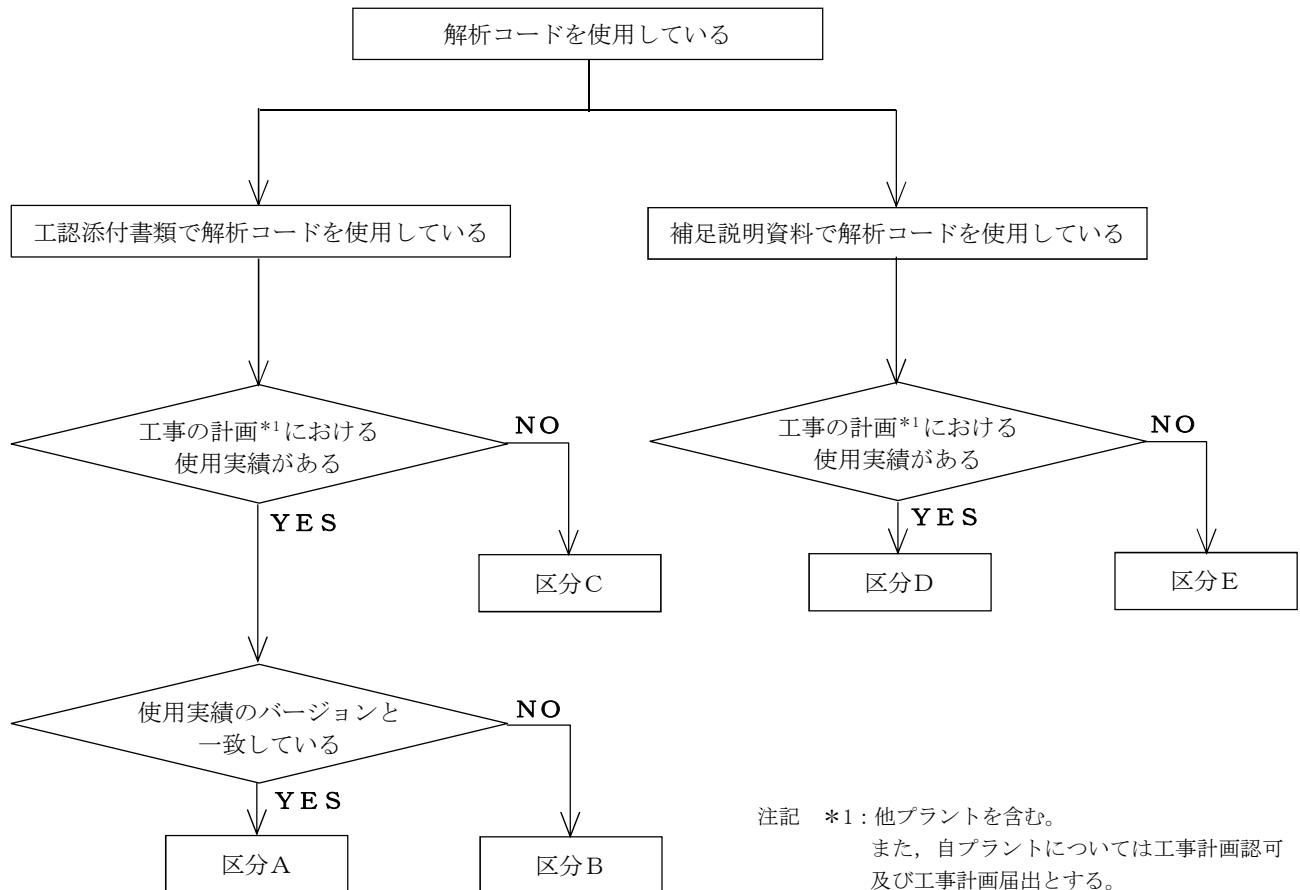 解析コードを使用している
工認添付書類で解析コードを使用している
補足説明資料で解析コードを使用している
工事の計画*1における
使用実績がある
NO
YES
工事の計画*1における
使用実績がある
NO
YES
区分C
区分D
区分E
使用実績のバージョンと
一致している
NO
YES
区分A
区分B
注記 *1:他プラントを含む。
また,自プラントについては工事計画認可
及び工事計画届出とする。